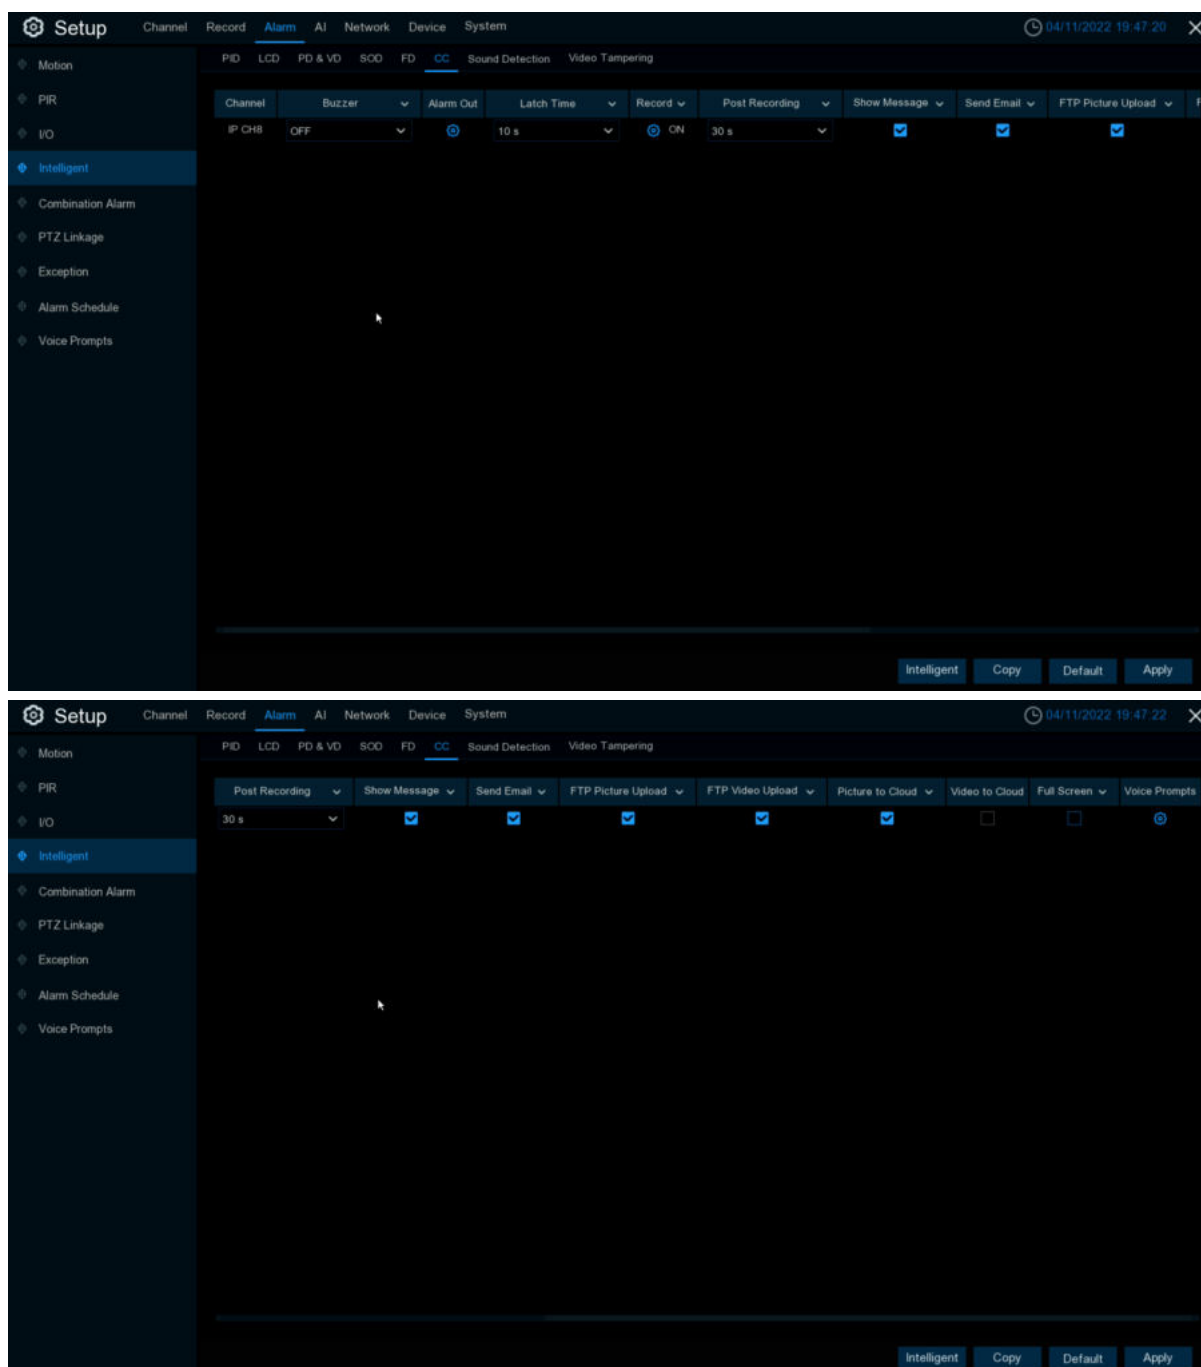 Setup Channel Record Alarm AI Network Device System 04/11/2022 19:47:20
PID LCD PD & VD SOD FD CC Sound Detection Video Tampering
Motion
PIR
I/O
Intelligent
Combination Alarm
PTZ Linkage
Exception
Alarm Schedule
Voice Prompts
Channel Buzzer Alarm Out Latch Time Record Post Recording Show Message Send Email FTP Picture Upload F
IP CH8 OFF 10 s ON 30 s
Intelligent Copy Default Apply
Setup Channel Record Alarm AI Network Device System 04/11/2022 19:47:22
PID LCD PD & VD SOD FD CC Sound Detection Video Tampering
Motion
PIR
I/O
Intelligent
Combination Alarm
PTZ Linkage
Exception
Alarm Schedule
Voice Prompts
Post Recording Show Message Send Email FTP Picture Upload FTP Video Upload Picture to Cloud Video to Cloud Full Screen Voice Prompts
30 s
Intelligent Copy Default Apply